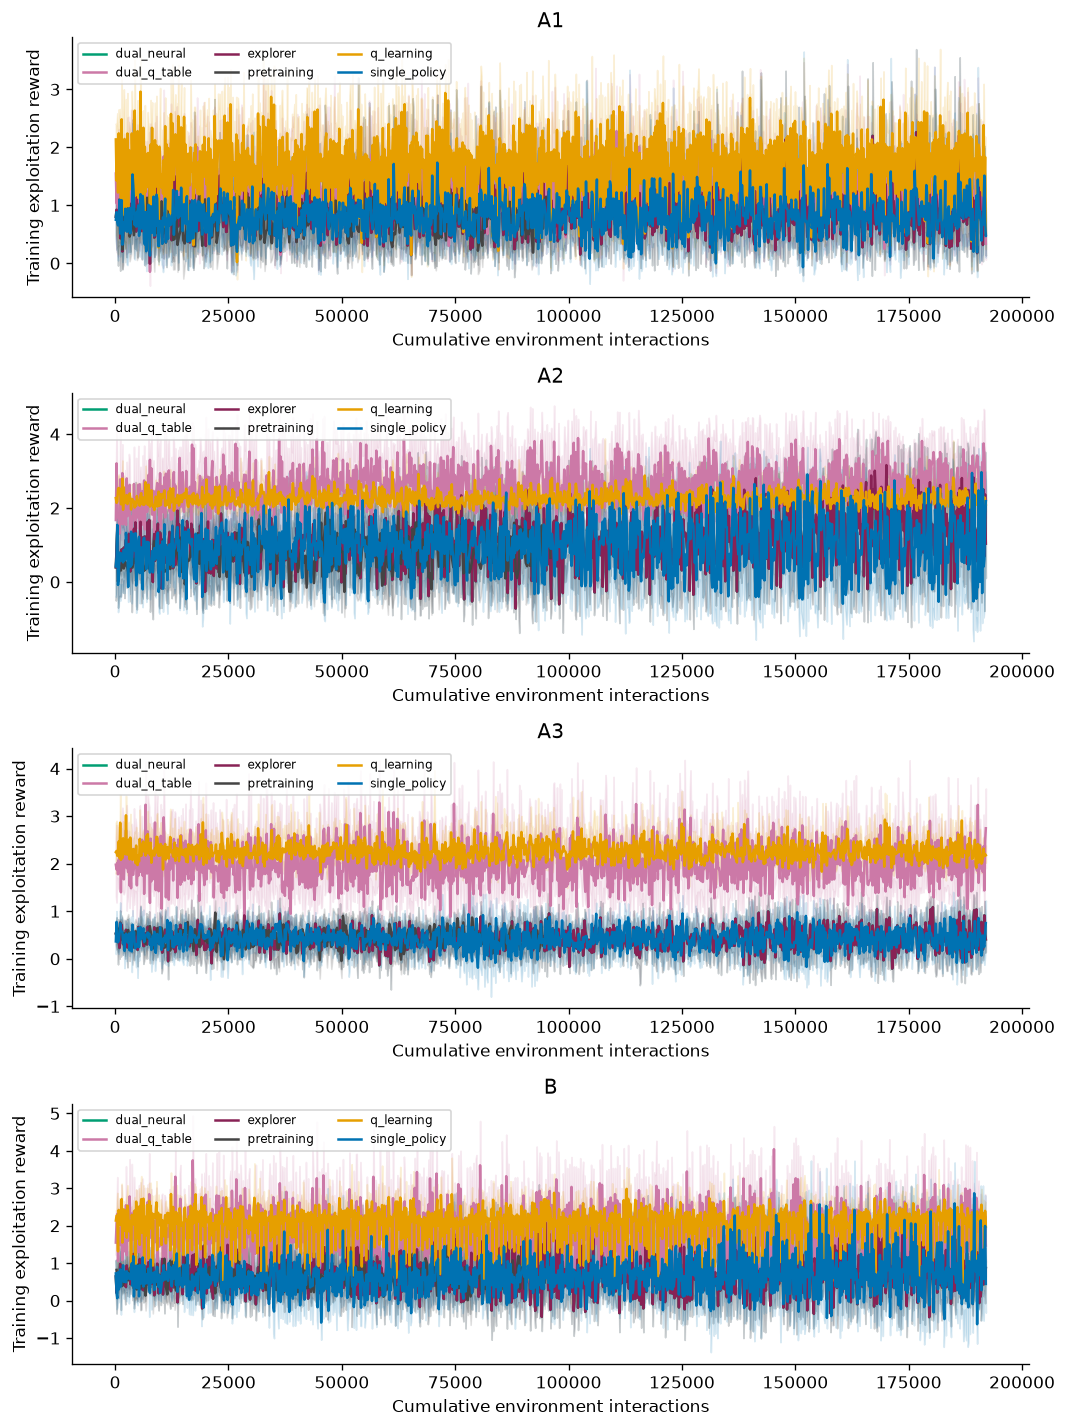 A1
dual_neural explorer q_learning
dual_q_table pretraining single_policy
Training exploitation reward
3
2
1
0
0 25000 50000 75000 100000 125000 150000 175000 200000
Cumulative environment interactions
A2
dual_neural explorer q_learning
dual_q_table pretraining single_policy
Training exploitation reward
4
2
0
0 25000 50000 75000 100000 125000 150000 175000 200000
Cumulative environment interactions
A3
dual_neural explorer q_learning
dual_q_table pretraining single_policy
Training exploitation reward
4
3
2
1
0
−1
0 25000 50000 75000 100000 125000 150000 175000 200000
Cumulative environment interactions
B
dual_neural explorer q_learning
dual_q_table pretraining single_policy
Training exploitation reward
5
4
3
2
1
0
−1
0 25000 50000 75000 100000 125000 150000 175000 200000
Cumulative environment interactions